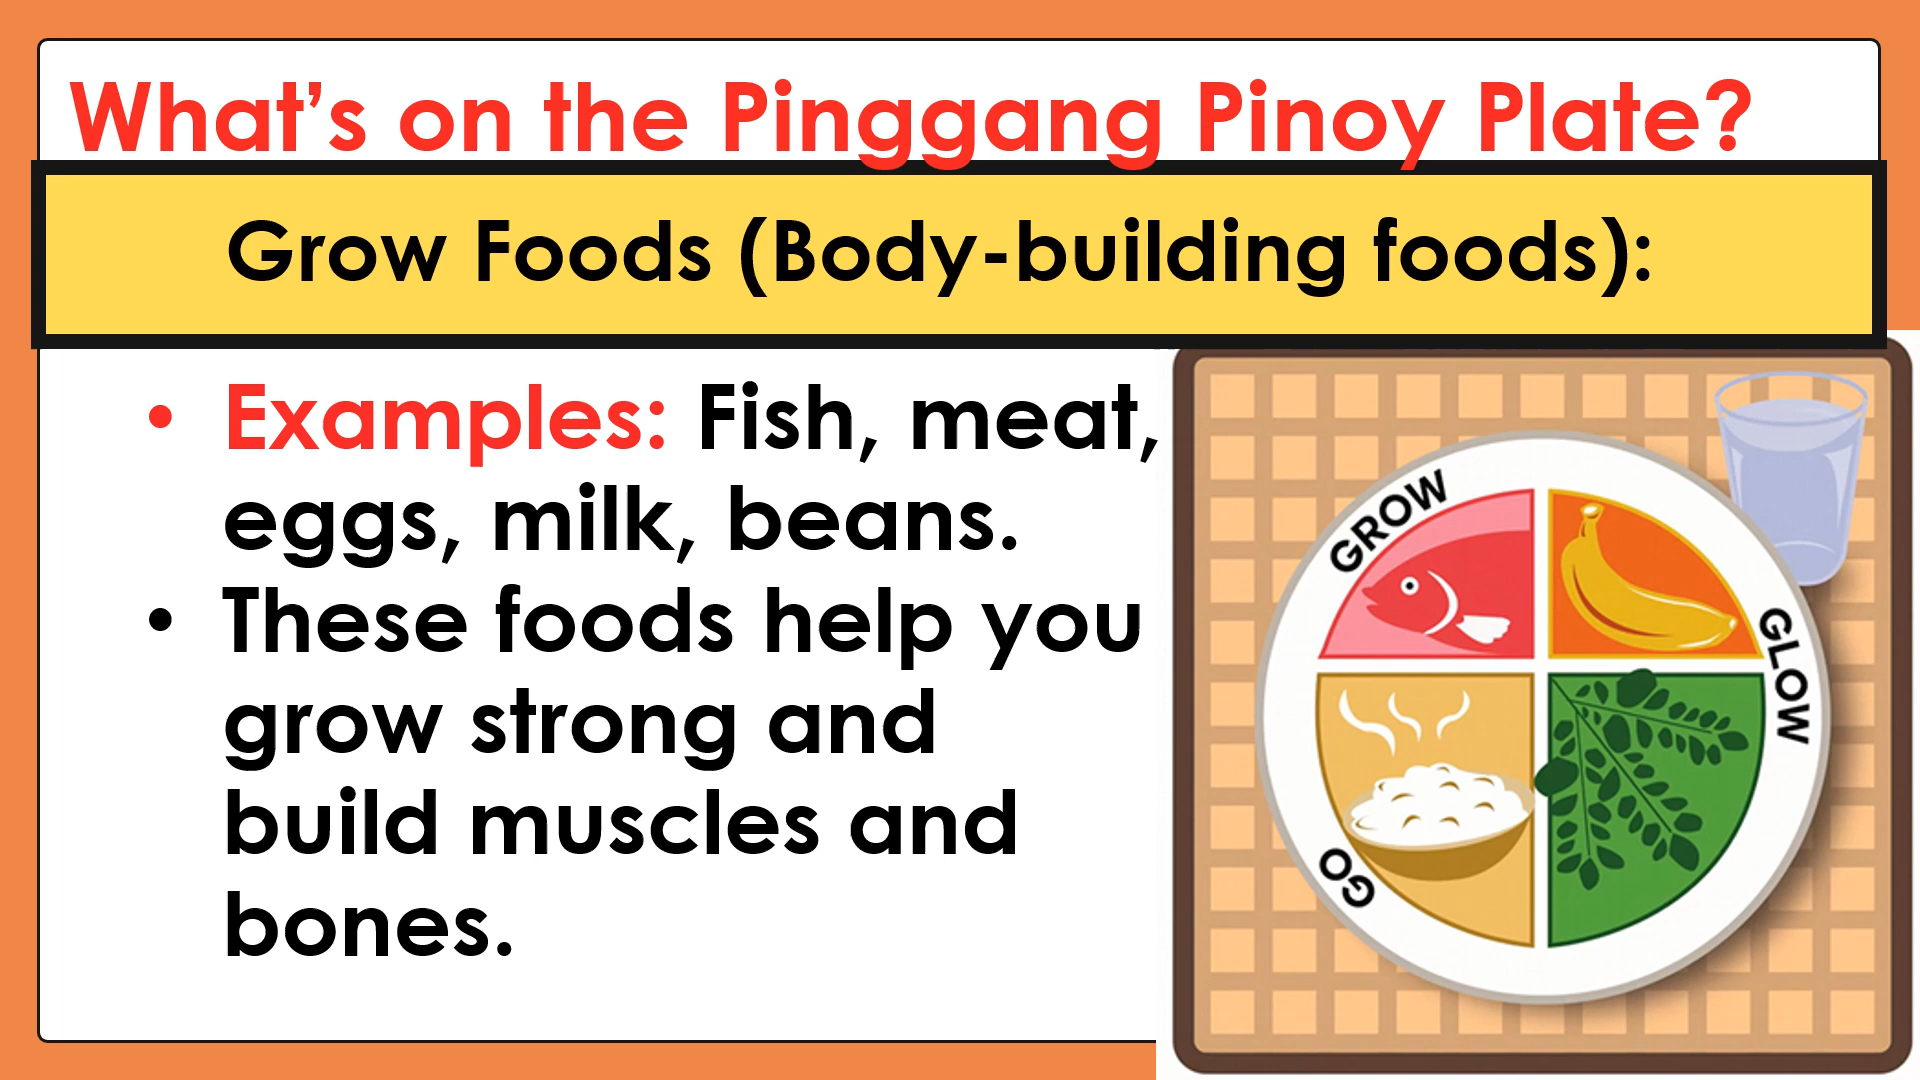 What’s on the Pinggang Pinoy Plate?
Grow Foods (Body-building foods):
• Examples: Fish, meat,
eggs, milk, beans.
• These foods help you
grow strong and
build muscles and
bones.
GROW
GLOW
GO